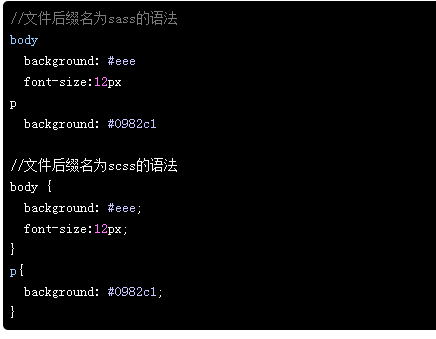 //文件后缀名为sass的语法
body
  background: #eee
  font-size:12px
p
  background: #0982c1

//文件后缀名为scss的语法
body {
  background: #eee;
  font-size:12px;
}
p{
  background: #0982c1;
}